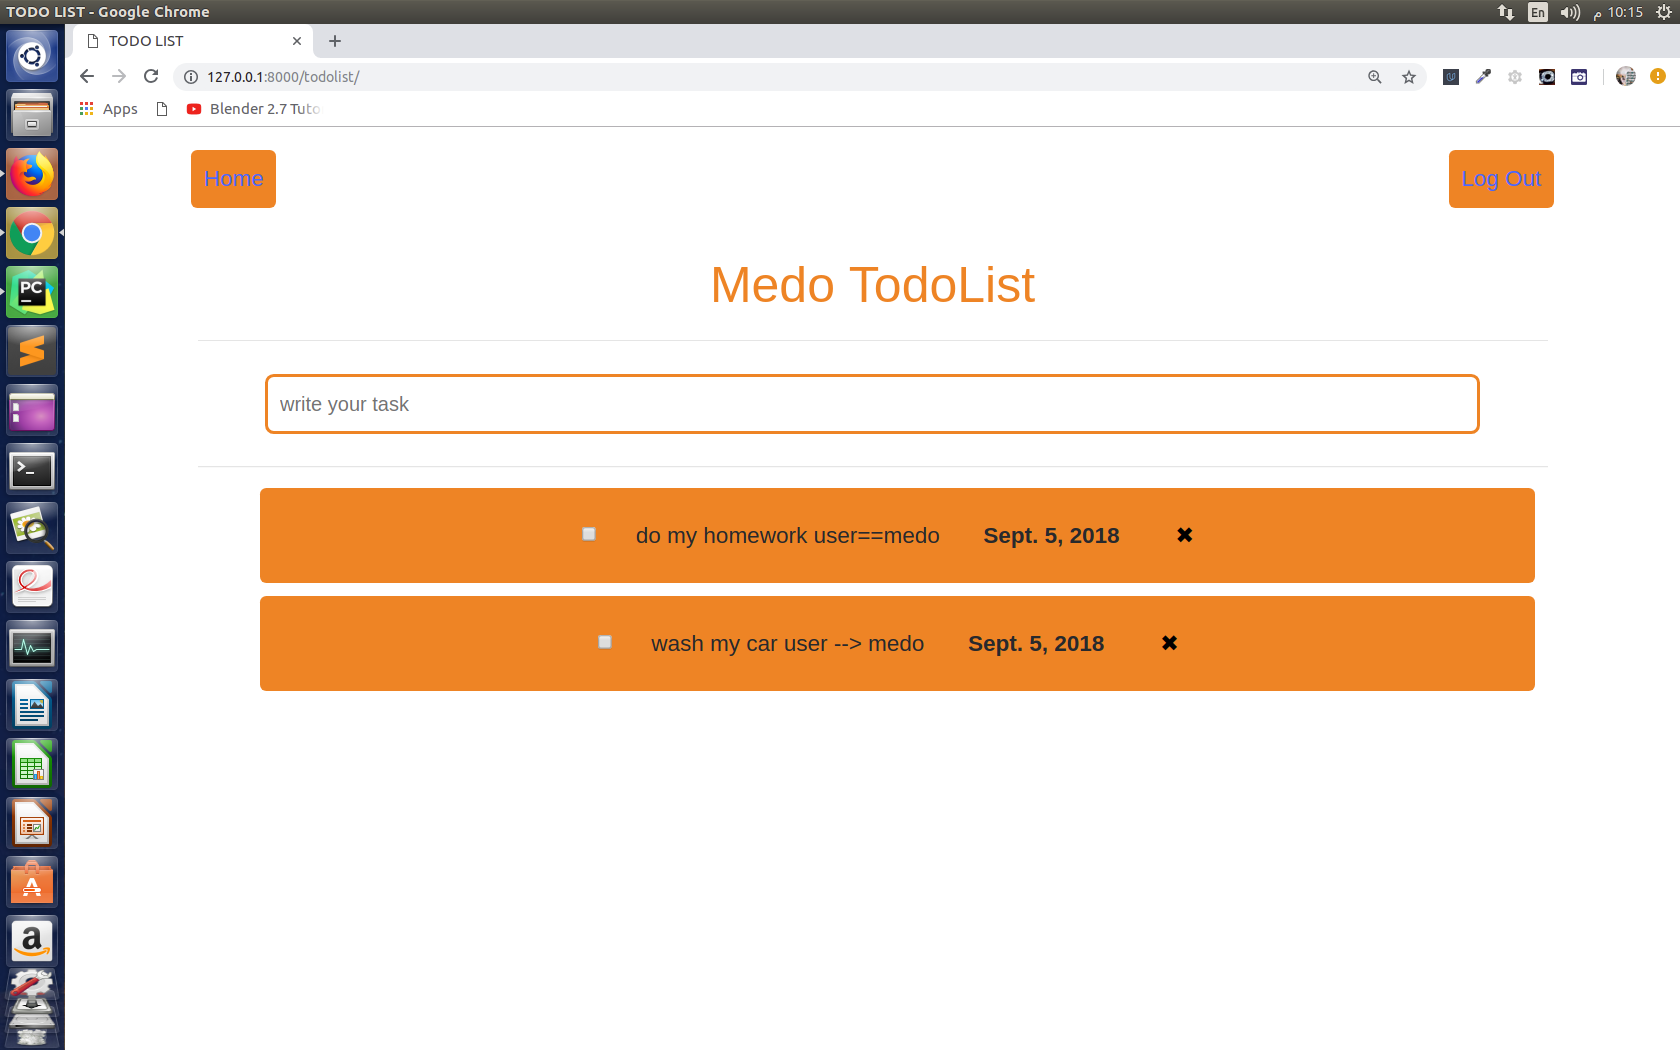 TODO LIST - Google Chrome
En
م 10:15
TODO LIST
127.0.0.1:8000/todolist/
Apps
Blender 2.7 Tuto
Home
Log Out
Medo TodoList
write your task
do my homework user==medo Sept. 5, 2018 ✖
wash my car user --> medo Sept. 5, 2018 ✖
PC